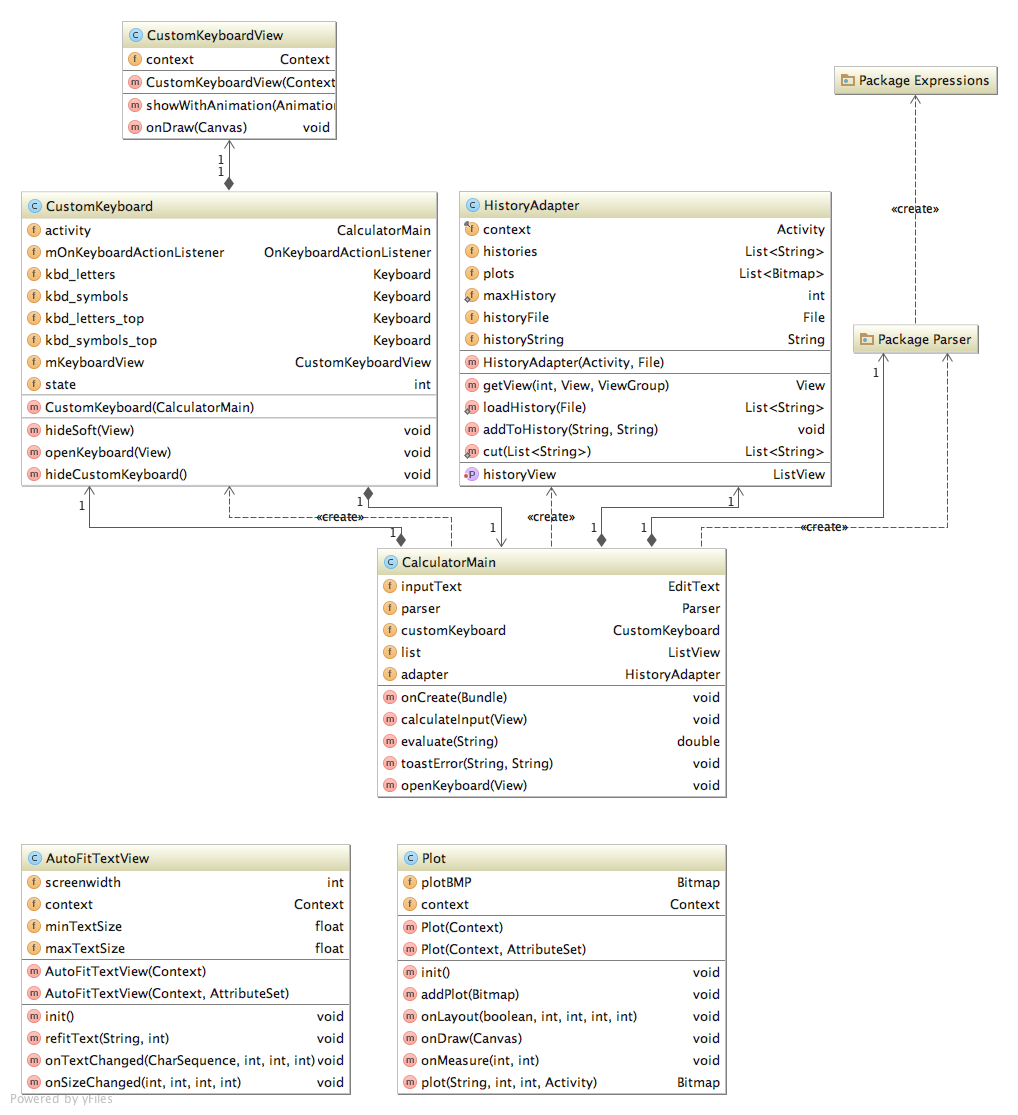 CustomKeyboardView
context Context
CustomKeyboardView(Context
showWithAnimation(Animatio
onDraw(Canvas) void
Package Expressions
1
1
«create»
CustomKeyboard
activity CalculatorMain
mOnKeyboardActionListener OnKeyboardActionListener
kbd_letters Keyboard
kbd_symbols Keyboard
kbd_letters_top Keyboard
kbd_symbols_top Keyboard
mKeyboardView CustomKeyboardView
state int
CustomKeyboard(CalculatorMain)
hideSoft(View) void
openKeyboard(View) void
hideCustomKeyboard() void
HistoryAdapter
context Activity
histories List<String>
plots List<Bitmap>
maxHistory int
historyFile File
historyString String
HistoryAdapter(Activity, File)
getView(int, View, ViewGroup) View
loadHistory(File) List<String>
addToHistory(String, String) void
cut(List<String>) List<String>
historyView ListView
Package Parser
1
1
1
1
«create»
«create»
«create»
1
1
1
1
CalculatorMain
inputText EditText
parser Parser
customKeyboard CustomKeyboard
list ListView
adapter HistoryAdapter
onCreate(Bundle) void
calculateInput(View) void
evaluate(String) double
toastError(String, String) void
openKeyboard(View) void
AutoFitTextView
screenwidth int
context Context
minTextSize float
maxTextSize float
AutoFitTextView(Context)
AutoFitTextView(Context, AttributeSet)
init() void
refitText(String, int) void
onTextChanged(CharSequence, int, int, int) void
onSizeChanged(int, int, int, int) void
Plot
plotBMP Bitmap
context Context
Plot(Context)
Plot(Context, AttributeSet)
init() void
addPlot(Bitmap) void
onLayout(boolean, int, int, int, int) void
onDraw(Canvas) void
onMeasure(int, int) void
plot(String, int, int, Activity) Bitmap
Powered by yFiles